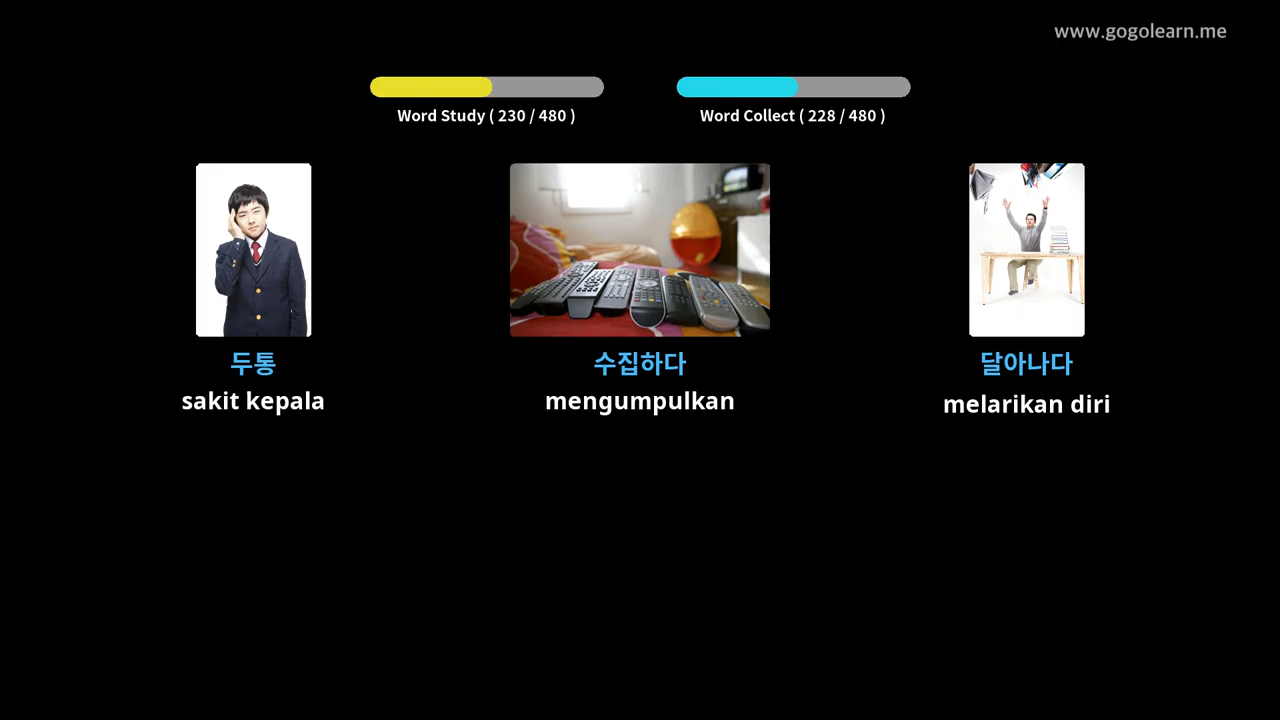 www.gogolearn.me
Word Study ( 230 / 480 )
Word Collect ( 228 / 480 )
두통
sakit kepala
수집하다
mengumpulkan
달아나다
melarikan diri